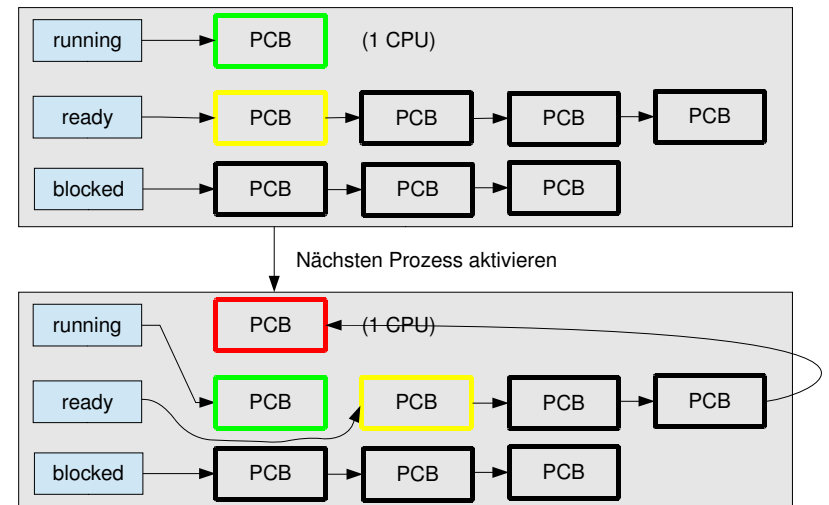 running PCB (1 CPU)
ready PCB PCB PCB PCB
blocked PCB PCB PCB
Nächsten Prozess aktivieren
running PCB (1 CPU)
ready PCB PCB PCB PCB
blocked PCB PCB PCB